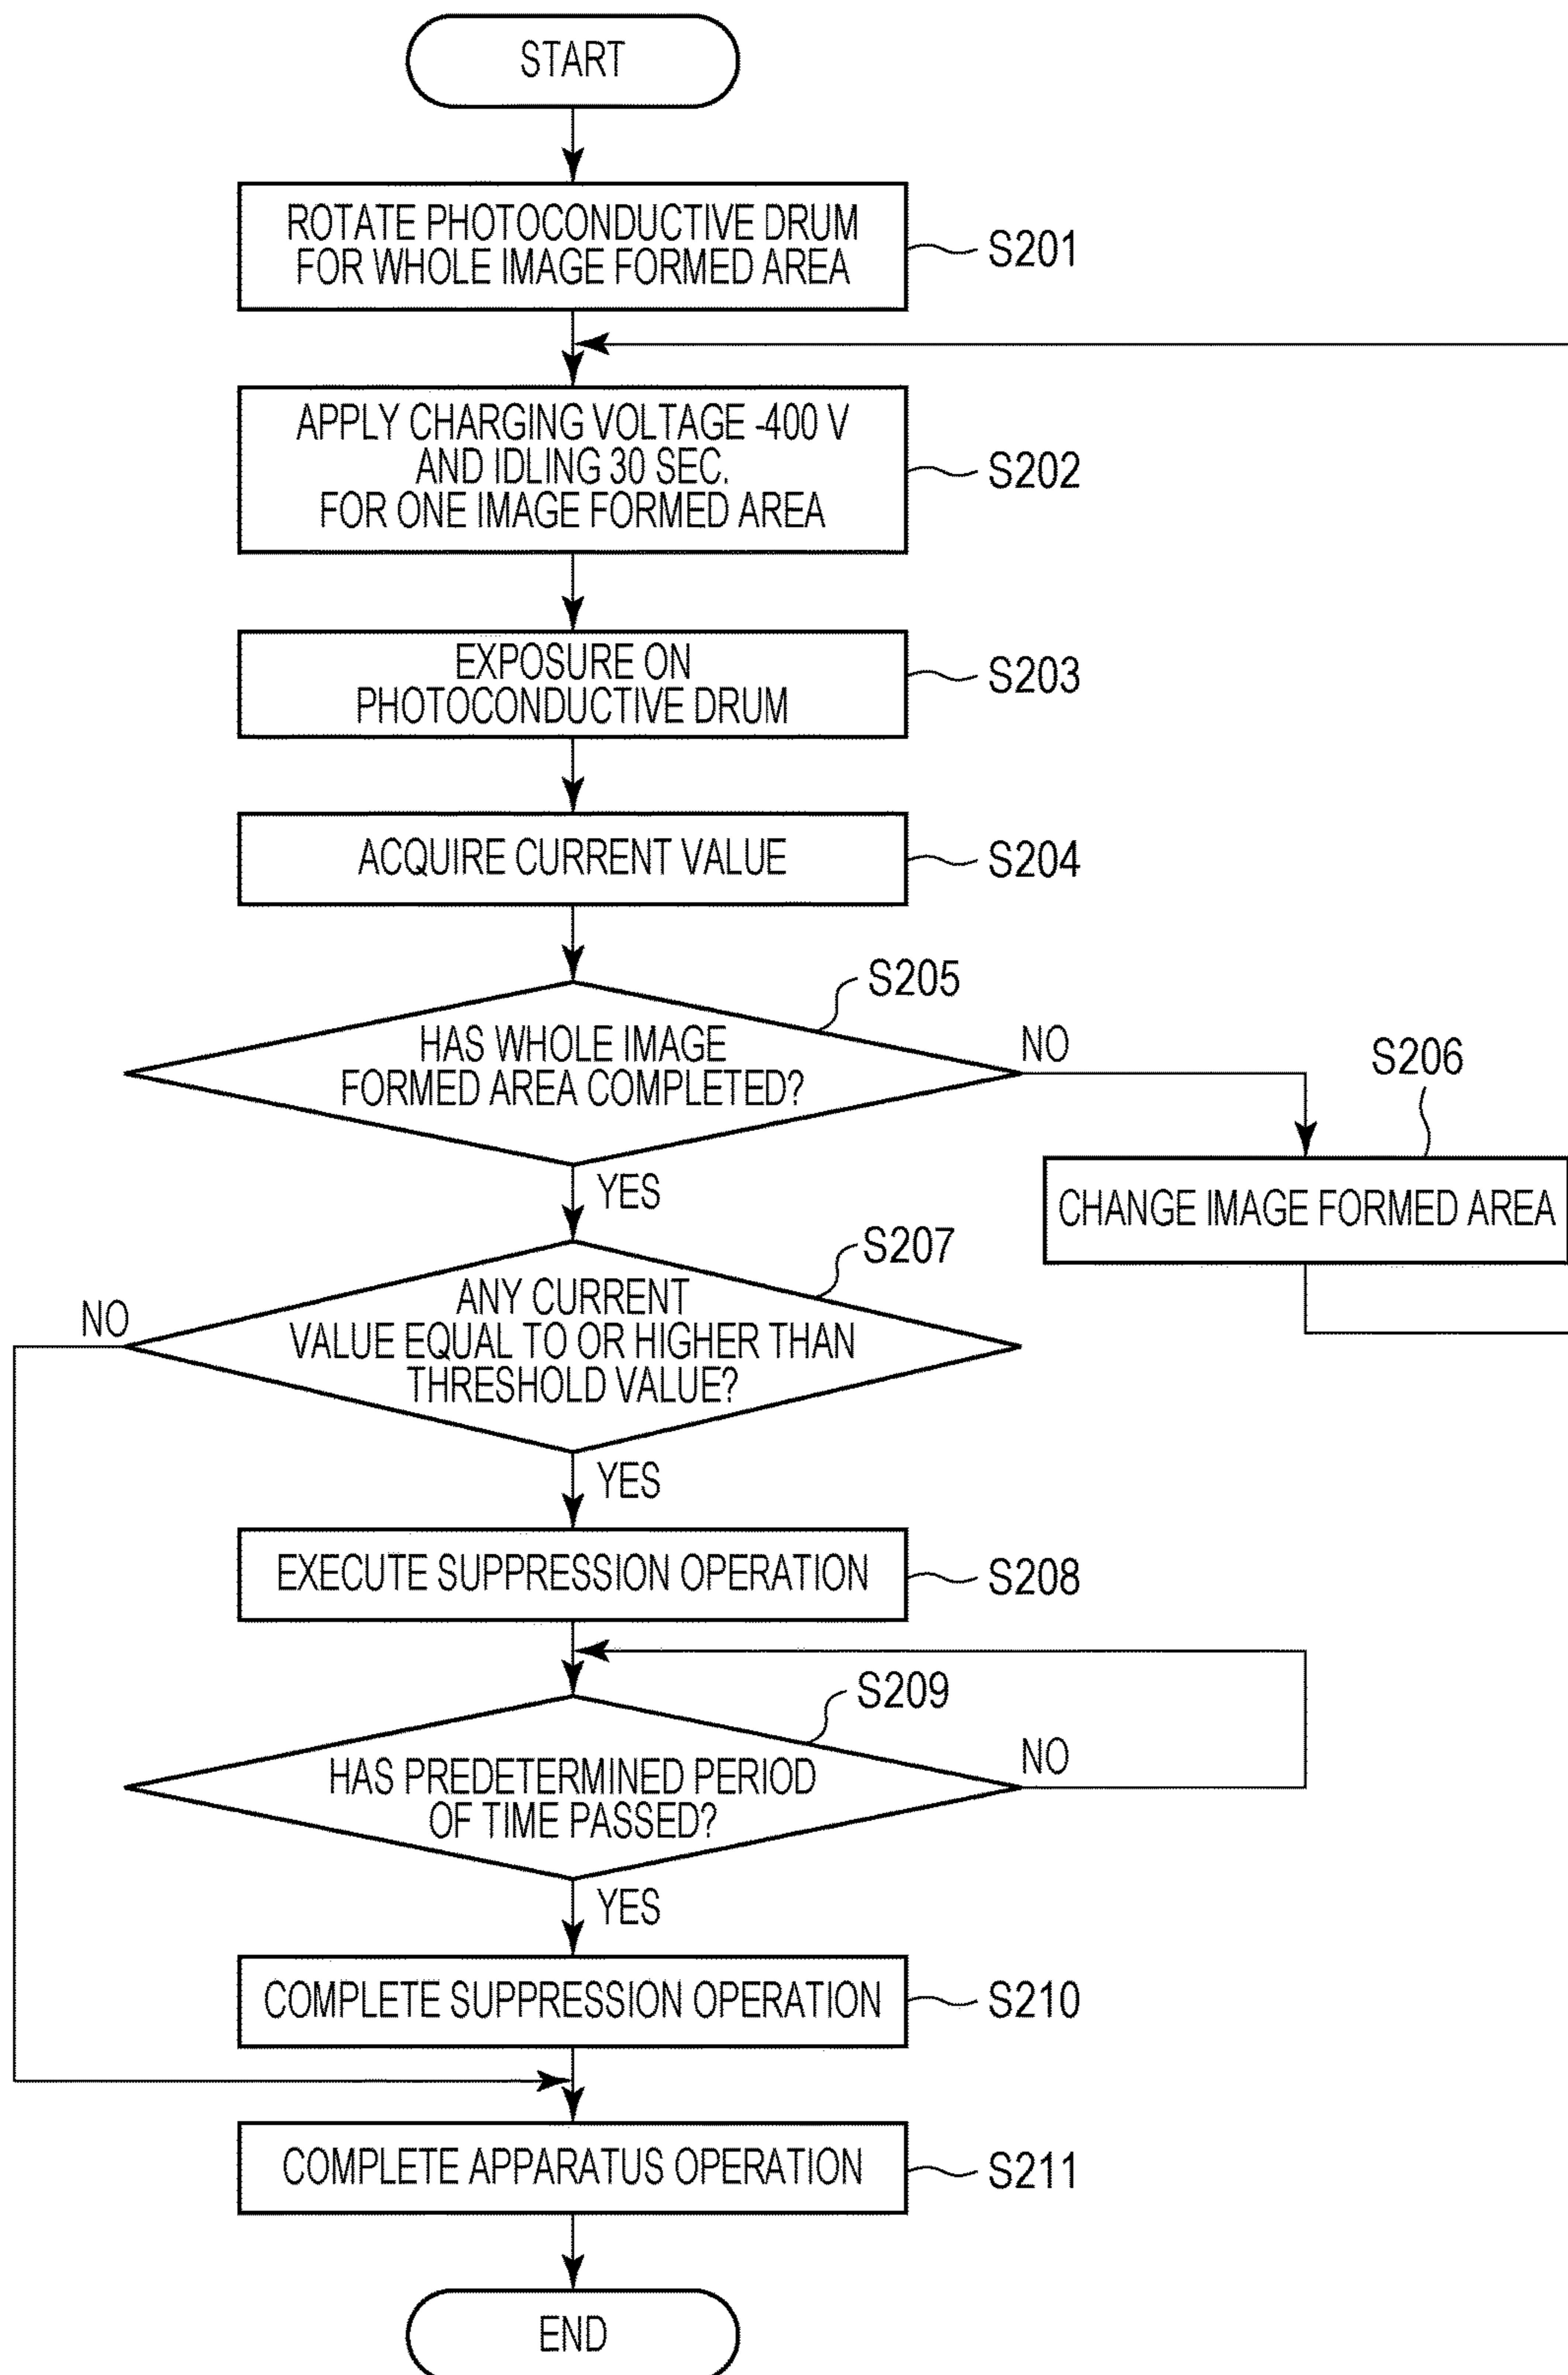 START
ROTATE PHOTOCONDUCTIVE DRUM
FOR WHOLE IMAGE FORMED AREA
S201
APPLY CHARGING VOLTAGE -400 V
AND IDLING 30 SEC.
FOR ONE IMAGE FORMED AREA
S202
EXPOSURE ON
PHOTOCONDUCTIVE DRUM
S203
ACQUIRE CURRENT VALUE
S204
S205
HAS WHOLE IMAGE
FORMED AREA COMPLETED?
NO
S206
CHANGE IMAGE FORMED AREA
YES
S207
ANY CURRENT
VALUE EQUAL TO OR HIGHER THAN
THRESHOLD VALUE?
NO
YES
EXECUTE SUPPRESSION OPERATION
S208
S209
HAS PREDETERMINED PERIOD
OF TIME PASSED?
NO
YES
COMPLETE SUPPRESSION OPERATION
S210
COMPLETE APPARATUS OPERATION
S211
END